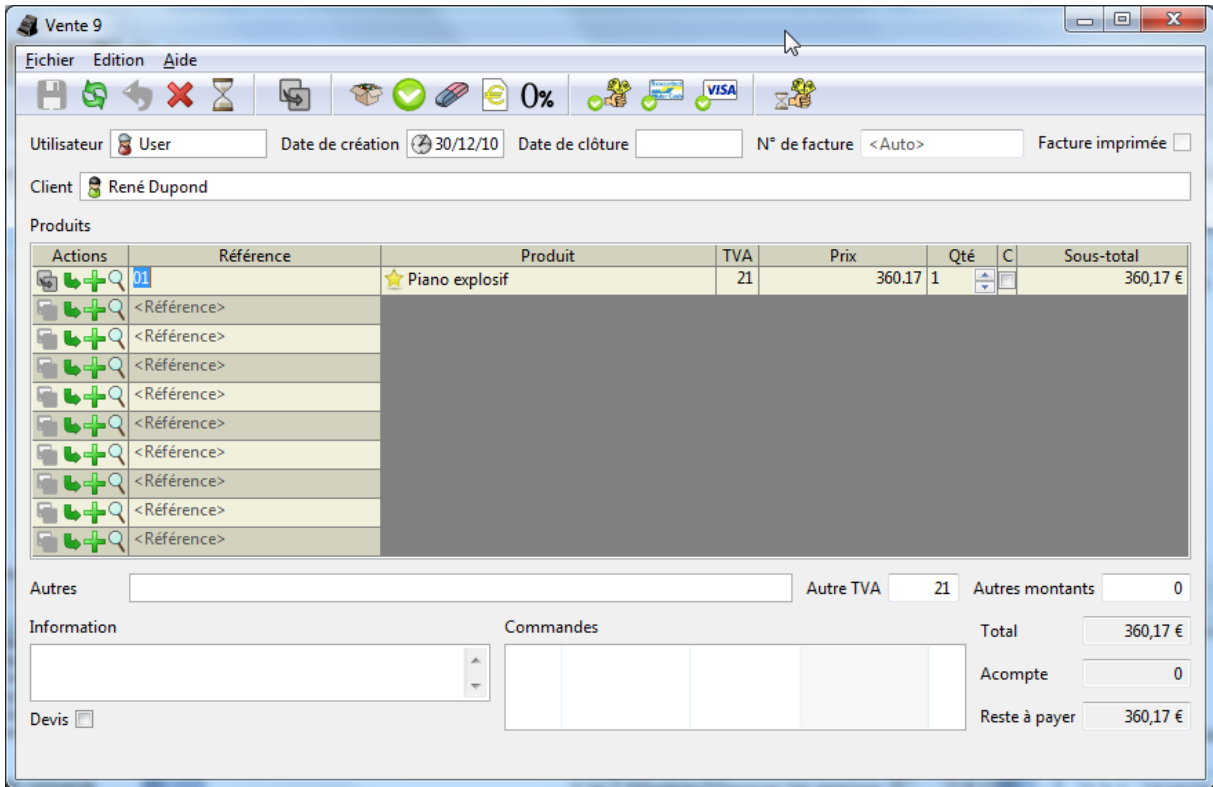 Vente 9
Fichier Edition Aide
0% VISA
Utilisateur User Date de création 30/12/10 Date de clôture N° de facture <Auto> Facture imprimée
Client René Dupond
Produits
Actions Référence Produit TVA Prix Qté C Sous-total
01 Piano explosif 21 360.17 1 360,17 €
<Référence>
<Référence>
<Référence>
<Référence>
<Référence>
<Référence>
<Référence>
<Référence>
<Référence>
Autres Autre TVA 21 Autres montants 0
Information Commandes Total 360,17 €
Acompte 0
Devis Reste à payer 360,17 €